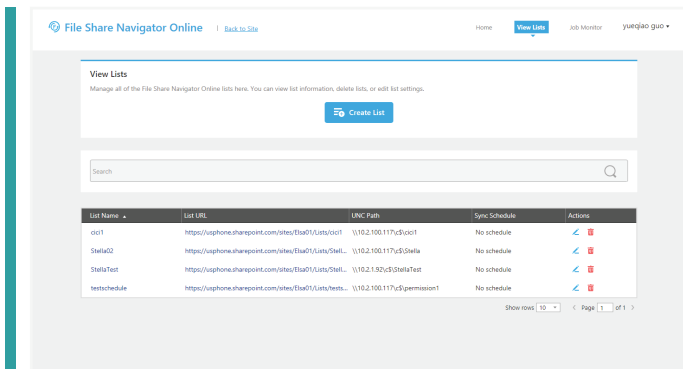 File Share Navigator Online | Back to Site Home View Lists Job Monitor yueqiao guo
View Lists
Manage all of the File Share Navigator Online lists here. You can view list information, delete lists, or edit list settings.
Create List
Search
List Name List URL UNC Path Sync Schedule Actions
cici1 https://usphone.sharepoint.com/sites/Elsa01/Lists/cici1 \\10.2.100.117\c$\cici1 No schedule
Stella02 https://usphone.sharepoint.com/sites/Elsa01/Lists/Stell... \\10.2.100.117\c$\Stella No schedule
StellaTest https://usphone.sharepoint.com/sites/Elsa01/Lists/Stell... \\10.2.1.92\c$\StellaTest No schedule
testschedule https://usphone.sharepoint.com/sites/Elsa01/Lists/tests... \\10.2.100.117\c$\permission1 No schedule
Show rows 10 < Page 1 of 1 >